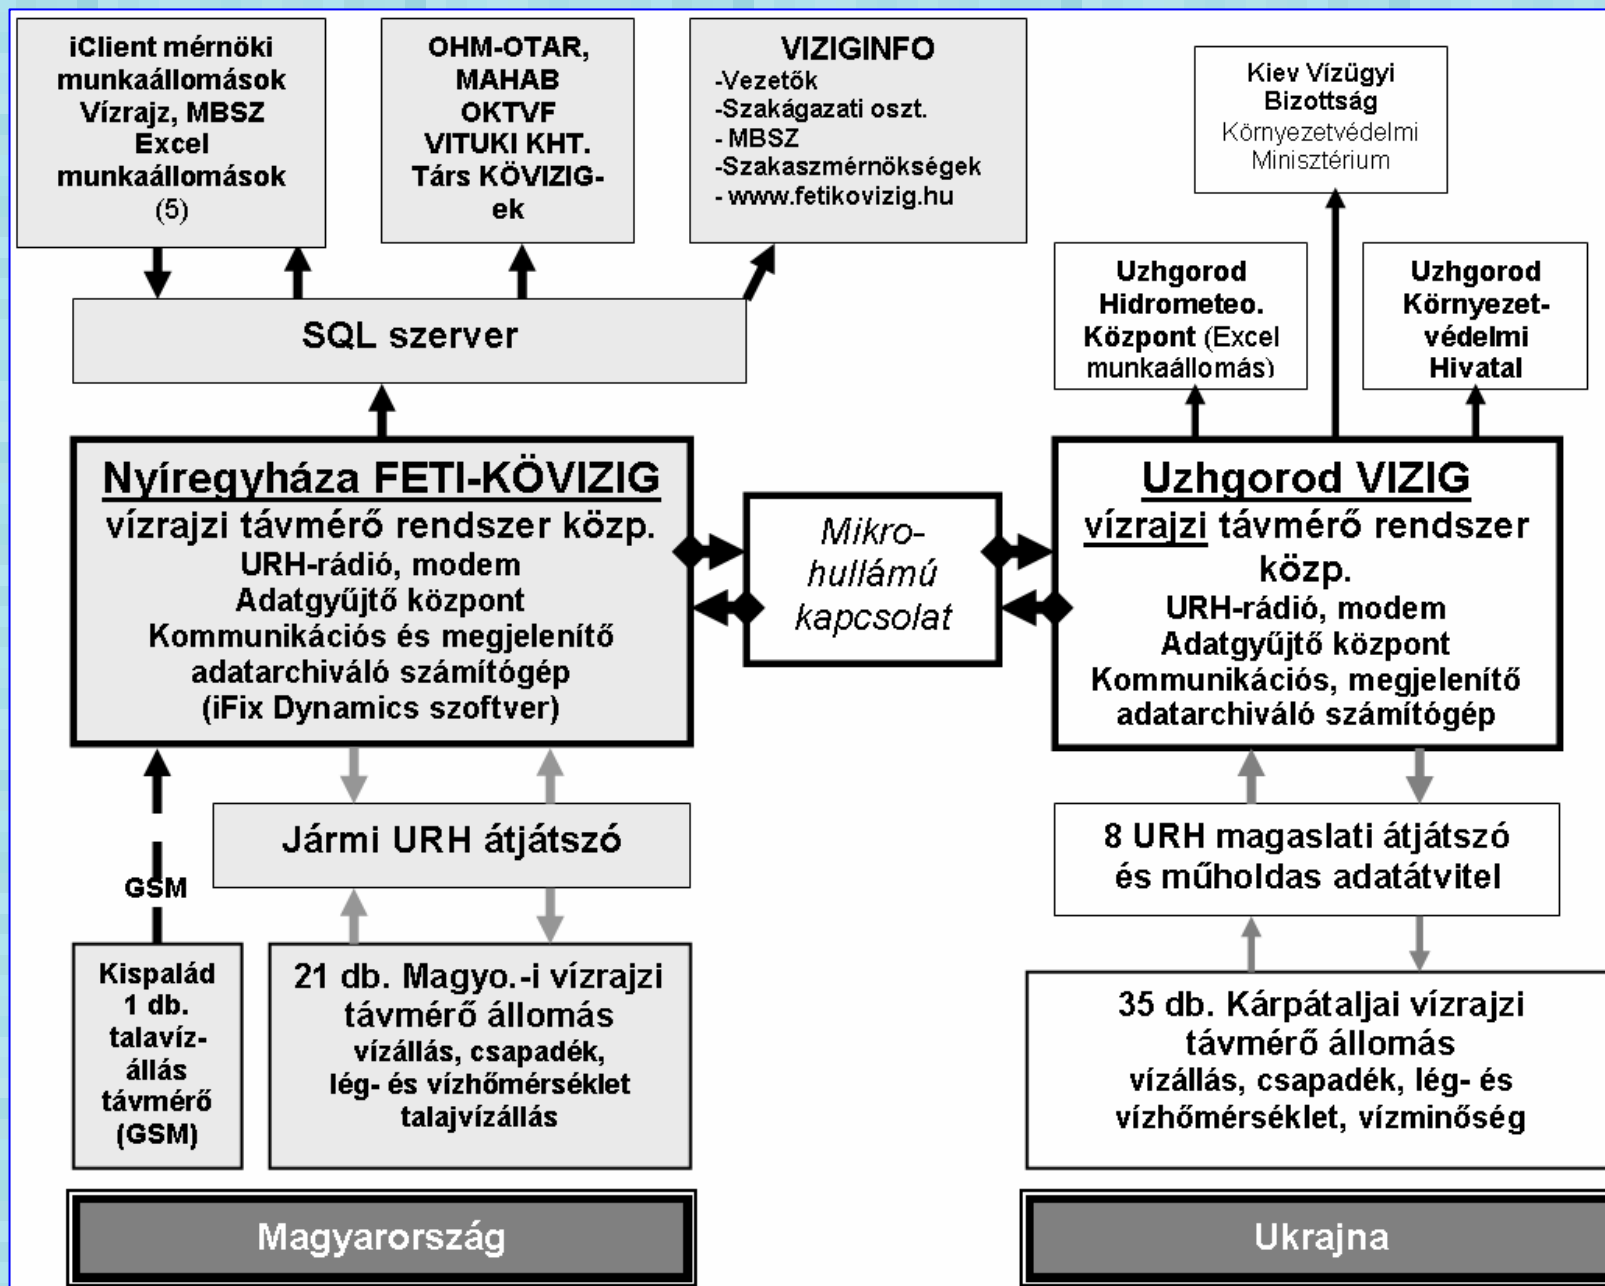 iClient mérnöki
munkaállomások
Vízrajz, MBSZ
Excel
munkaállomások
(5)
OHM-OTAR,
MAHAB
OKTVF
VITUKI KHT.
Társ KÖVIZIG-
ek
VIZIGINFO
-Vezetők
-Szakágazati oszt.
- MBSZ
-Szakaszmérnökségek
- www.fetikovizig.hu
Kiev Vízügyi
Bizottság
Környezetvédelmi
Minisztérium
SQL szerver
Uzhgorod
Hidrometeo.
Központ (Excel
munkaállomás)
Uzhgorod
Környezet-
védelmi
Hivatal
Nyíregyháza FETI-KÖVIZIG
vízrajzi távmérő rendszer közp.
URH-rádió, modem
Adatgyűjtő központ
Kommunikációs és megjelenítő
adatarchiváló számítógép
(iFix Dynamics szoftver)
Mikro-
hullámú
kapcsolat
Uzhgorod VIZIG
vízrajzi távmérő rendszer
közp.
URH-rádió, modem
Adatgyűjtő központ
Kommunikációs, megjelenítő
adatarchiváló számítógép
GSM
Jármi URH átjátszó
8 URH magaslati átjátszó
és műholdas adatátvitel
Kispalád
1 db.
talavíz-
állás
távmérő
(GSM)
21 db. Magyo.-i vízrajzi
távmérő állomás
vízállás, csapadék,
lég- és vízhőmérséklet
talajvízállás
35 db. Kárpátaljai vízrajzi
távmérő állomás
vízállás, csapadék, lég- és
vízhőmérséklet, vízminőség
Magyarország
Ukrajna